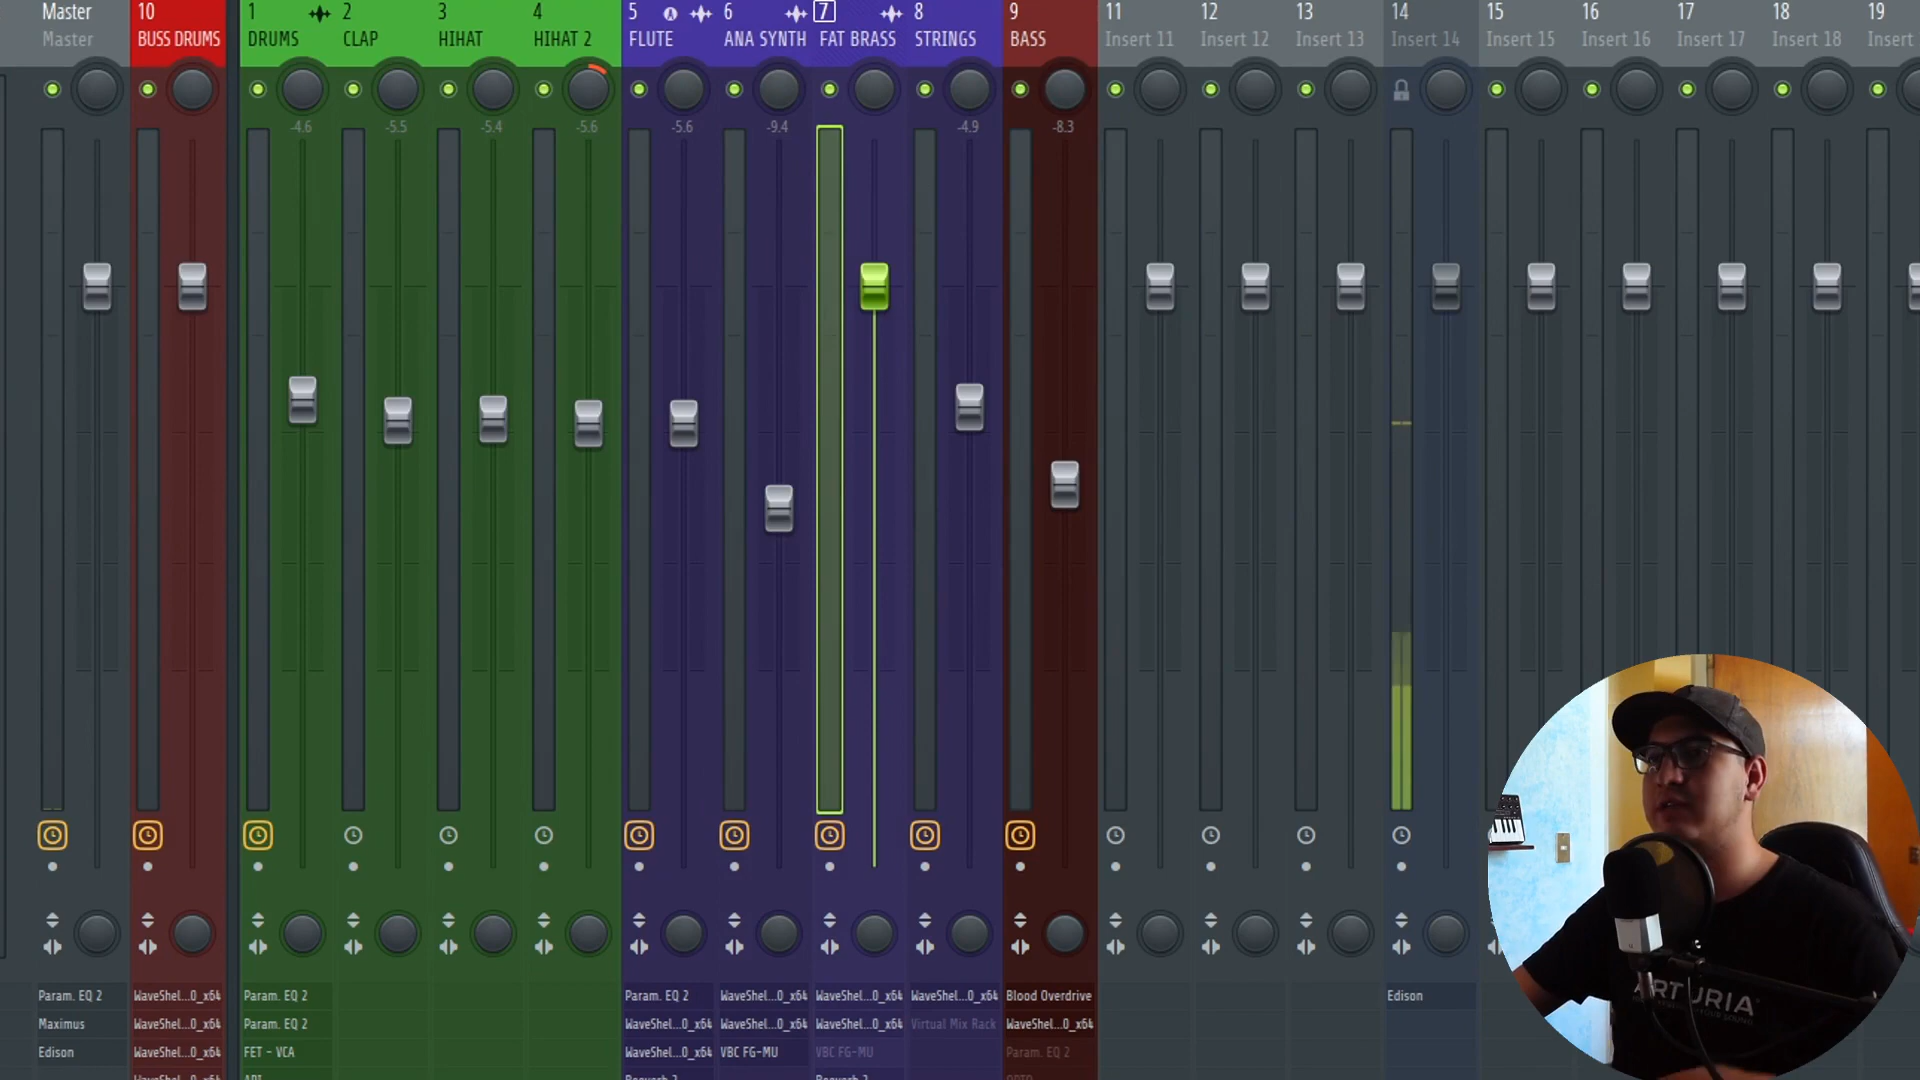 Master 10 1 2 3 4 5 6 7 8 9 11 12 13 14 15 16 17 18 19
Master BUSS DRUMS DRUMS CLAP HIHAT HIHAT 2 FLUTE ANA SYNTH FAT BRASS STRINGS BASS Insert 11 Insert 12 Insert 13 Insert 14 Insert 15 Insert 16 Insert 17 Insert 18 Insert
-4.6 -5.5 -5.4 -5.6 -5.6 -9.4 -4.9 -8.3
Param. EQ 2 WaveShel...0_x64 Param. EQ 2 Param. EQ 2 WaveShel...0_x64 WaveShel...0_x64 WaveShel...0_x64 Blood Overdrive Edison
Maximus WaveShel...0_x64 Param. EQ 2 WaveShel...0_x64 WaveShel...0_x64 WaveShel...0_x64 Virtual Mix Rack WaveShel...0_x64
Edison WaveShel...0_x64 FET - VCA WaveShel...0_x64 VBC FG-MU VBC FG-MU Param. EQ 2
ARTURIA